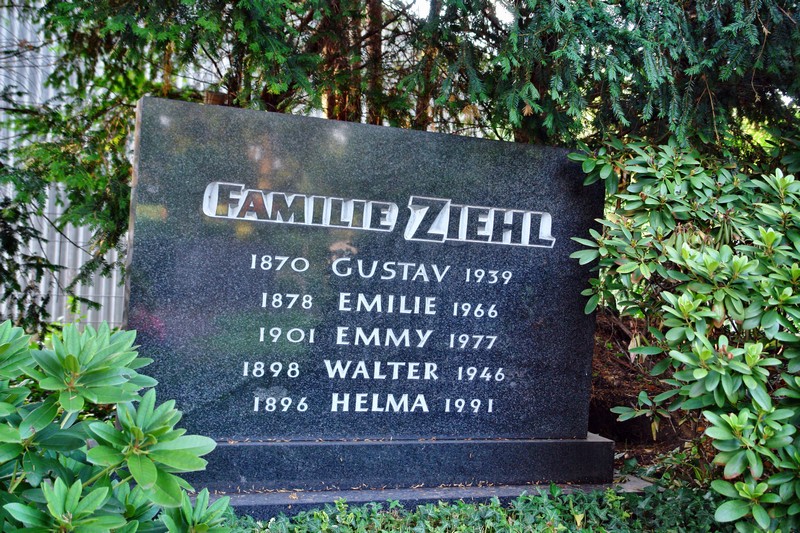 FAMILIE ZIEHL
1870 GUSTAV 1939
1878 EMILIE 1966
1901 EMMY 1977
1898 WALTER 1946
1896 HELMA 1991